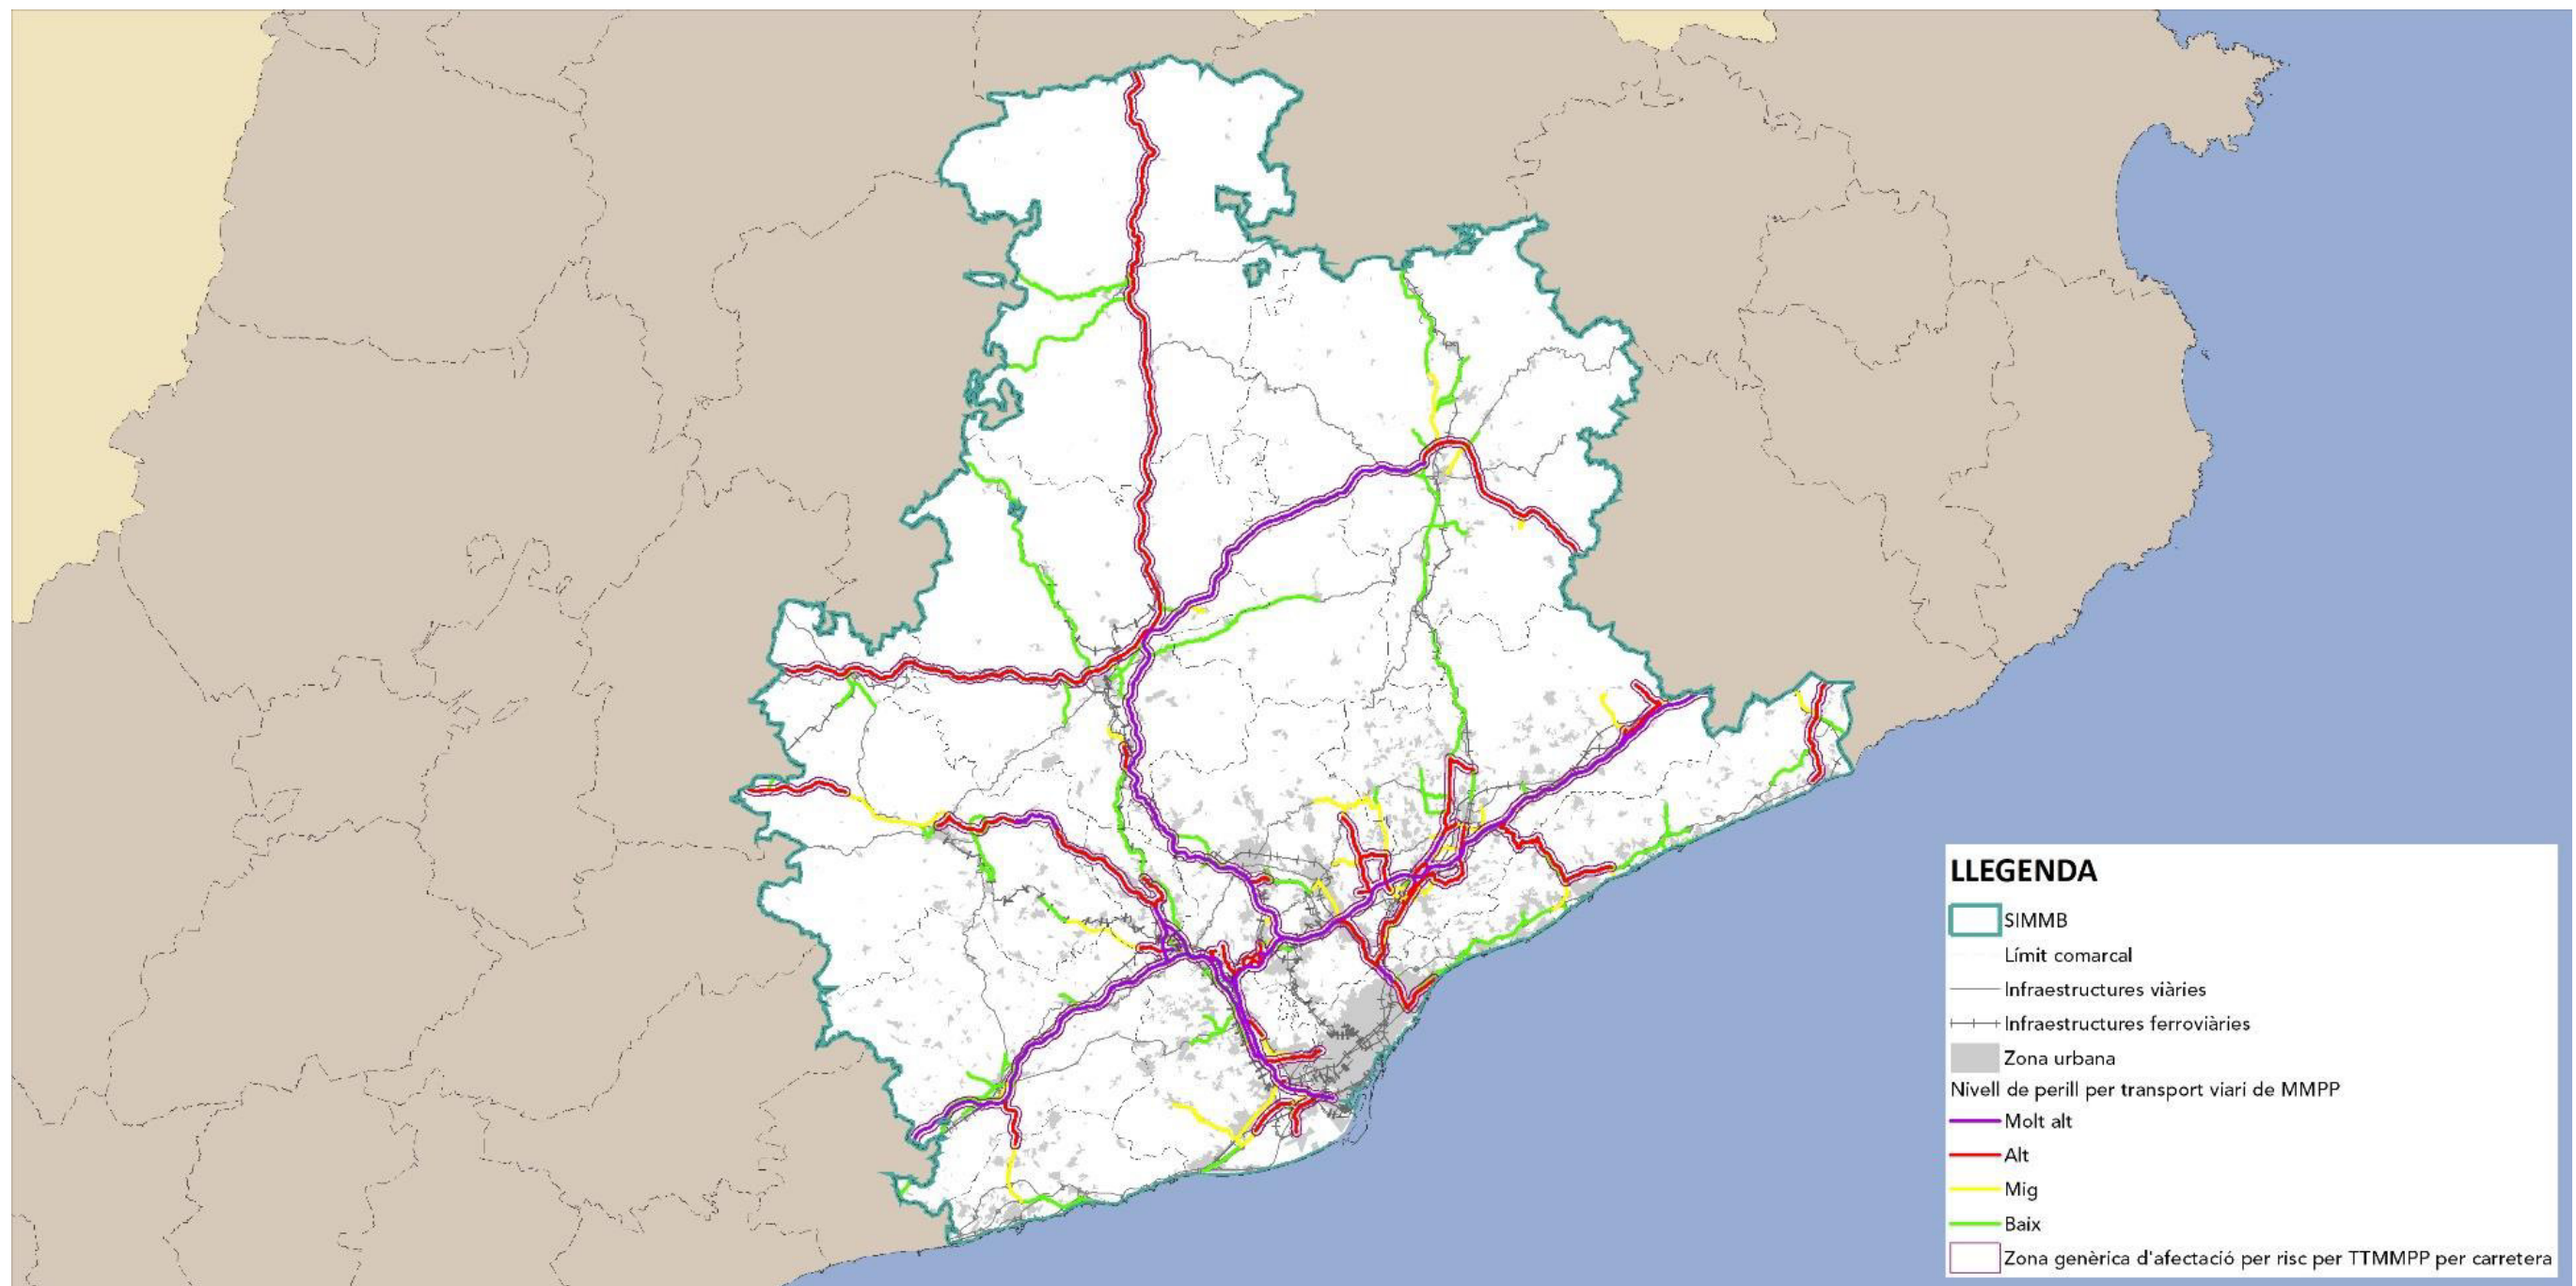 LLEGENDA
SIMMB
Límit comarcal
Infraestructures viàries
Infraestructures ferroviàries
Zona urbana
Nivell de perill per transport viari de MMPP
Molt alt
Alt
Mig
Baix
Zona genèrica d'afectació per risc per TTMMPP per carretera